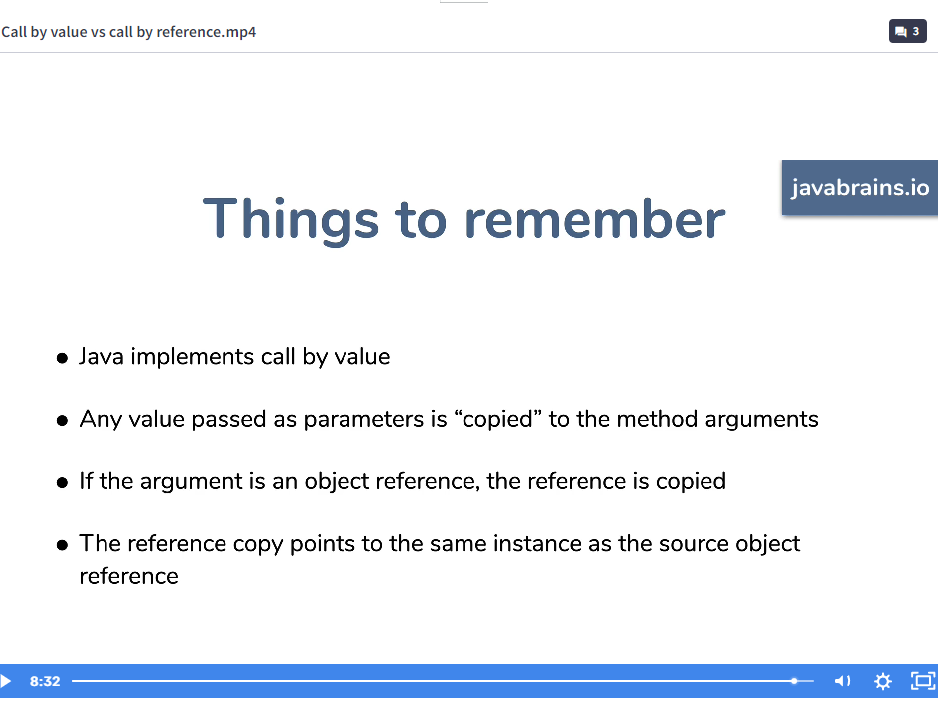 Call by value vs call by reference.mp4
3
javabrains.io
Things to remember
● Java implements call by value
● Any value passed as parameters is “copied” to the method arguments
● If the argument is an object reference, the reference is copied
● The reference copy points to the same instance as the source object
reference
8:32